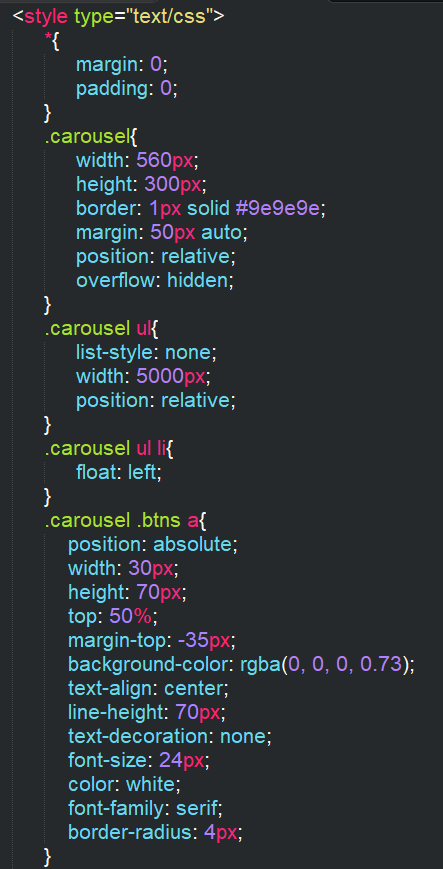 <style type="text/css">
*{
margin: 0;
padding: 0;
}
.carousel{
width: 560px;
height: 300px;
border: 1px solid #9e9e9e;
margin: 50px auto;
position: relative;
overflow: hidden;
}
.carousel ul{
list-style: none;
width: 5000px;
position: relative;
}
.carousel ul li{
float: left;
}
.carousel .btns a{
position: absolute;
width: 30px;
height: 70px;
top: 50%;
margin-top: -35px;
background-color: rgba(0, 0, 0, 0.73);
text-align: center;
line-height: 70px;
text-decoration: none;
font-size: 24px;
color: white;
font-family: serif;
border-radius: 4px;
}